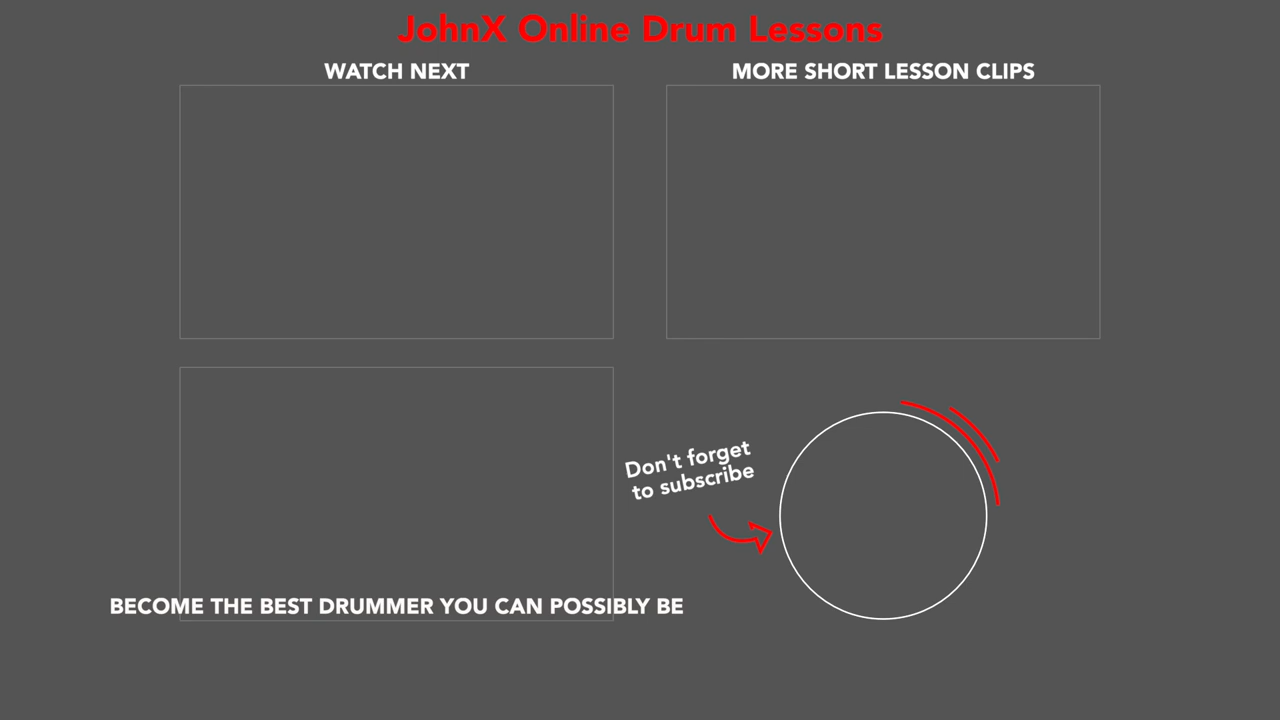 JohnX Online Drum Lessons
WATCH NEXT
MORE SHORT LESSON CLIPS
Don't forget
to subscribe
BECOME THE BEST DRUMMER YOU CAN POSSIBLY BE